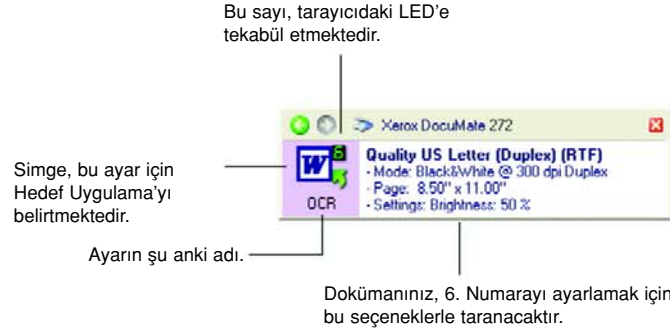 Bu sayı, tarayıcıdaki LED'e
tekabül etmektedir.
Xerox DocuMate 272
6
Quality US Letter (Duplex) (RTF)
- Mode: Black&White @ 300 dpi Duplex
- Page: 8.50" x 11.00"
- Settings: Brightness: 50 %
W
OCR
Simge, bu ayar için
Hedef Uygulama'yı
belirtmektedir.
Ayarın şu anki adı.
Dokümanınız, 6. Numarayı ayarlamak için
bu seçeneklerle taranacaktır.